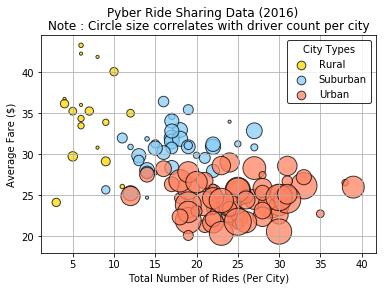 Pyber Ride Sharing Data (2016)
Note : Circle size correlates with driver count per city
City Types
Rural
Suburban
Urban
Average Fare ($)
40
35
30
25
20
5
10
15
20
25
30
35
40
Total Number of Rides (Per City)